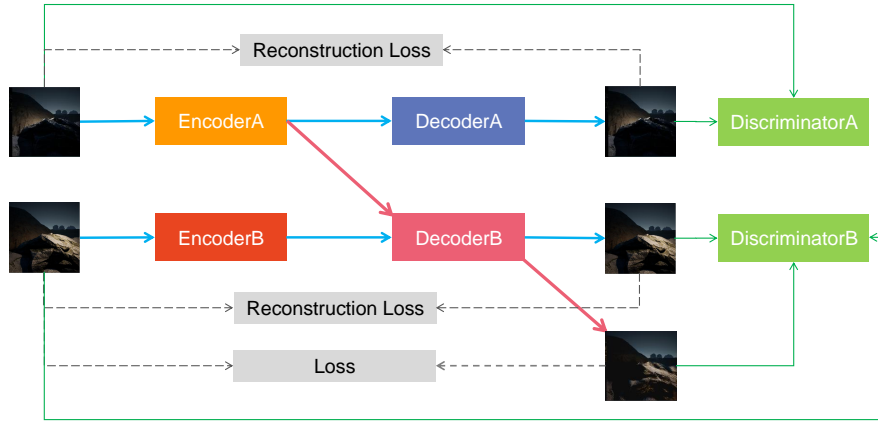 Reconstruction Loss
EncoderA
DecoderA
DiscriminatorA
EncoderB
DecoderB
DiscriminatorB
Reconstruction Loss
Loss